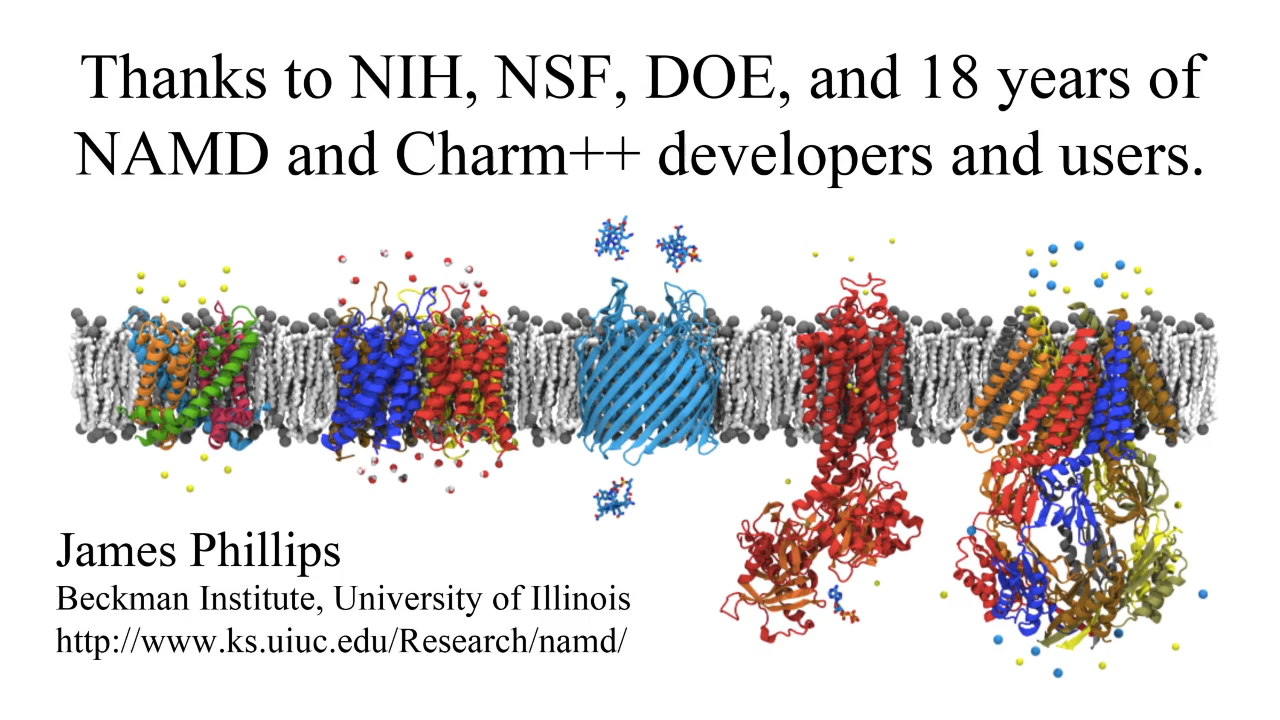 Thanks to NIH, NSF, DOE, and 18 years of
NAMD and Charm++ developers and users.
James Phillips
Beckman Institute, University of Illinois
http://www.ks.uiuc.edu/Research/namd/